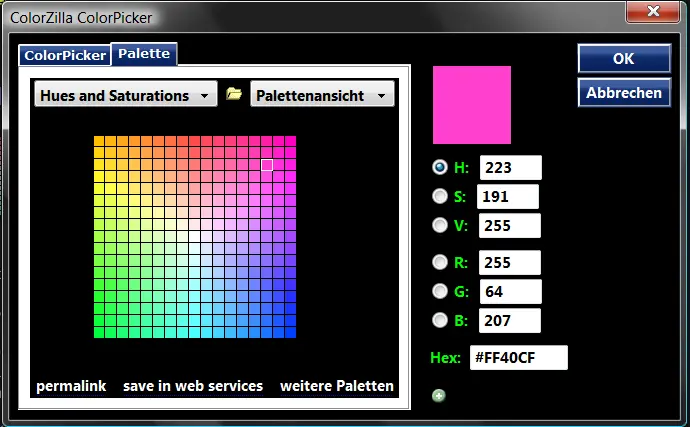 ColorZilla ColorPicker
ColorPicker Palette
Hues and Saturations Palettenansicht
permalink save in web services weitere Paletten
OK
Abbrechen
H: 223
S: 191
V: 255
R: 255
G: 64
B: 207
Hex: #FF40CF